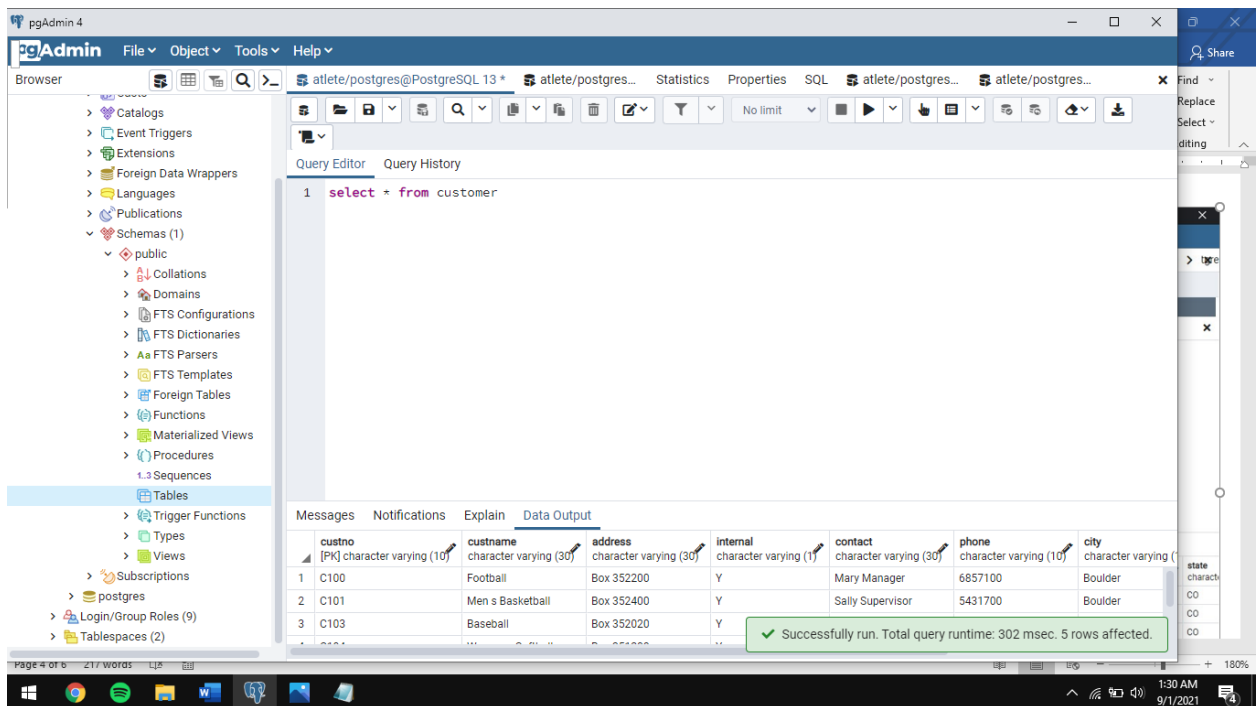 pgAdmin 4
pgAdmin File Object Tools Help
Share
Browser
atlete/postgres@PostgreSQL 13 * atlete/postgres... Statistics Properties SQL atlete/postgres... atlete/postgres...
Find
Replace
Select
diting
No limit
Catalogs
Event Triggers
Extensions
Foreign Data Wrappers
Languages
Publications
Schemas (1)
public
Collations
Domains
FTS Configurations
FTS Dictionaries
FTS Parsers
FTS Templates
Foreign Tables
Functions
Materialized Views
Procedures
1..3 Sequences
Tables
Trigger Functions
Types
Views
Subscriptions
postgres
Login/Group Roles (9)
Tablespaces (2)
Query Editor Query History
1 select * from customer
Messages Notifications Explain Data Output
custno custname address internal contact phone city
[PK] character varying (10) character varying (30) character varying (30) character varying (1) character varying (30) character varying (10) character varying (
1 C100 Football Box 352200 Y Mary Manager 6857100 Boulder
2 C101 Men s Basketball Box 352400 Y Sally Supervisor 5431700 Boulder
3 C103 Baseball Box 352020 Y
Successfully run. Total query runtime: 302 msec. 5 rows affected.
state
charact
CO
CO
CO
Page 4 of 6 217 words
180%
1:30 AM
9/1/2021
4